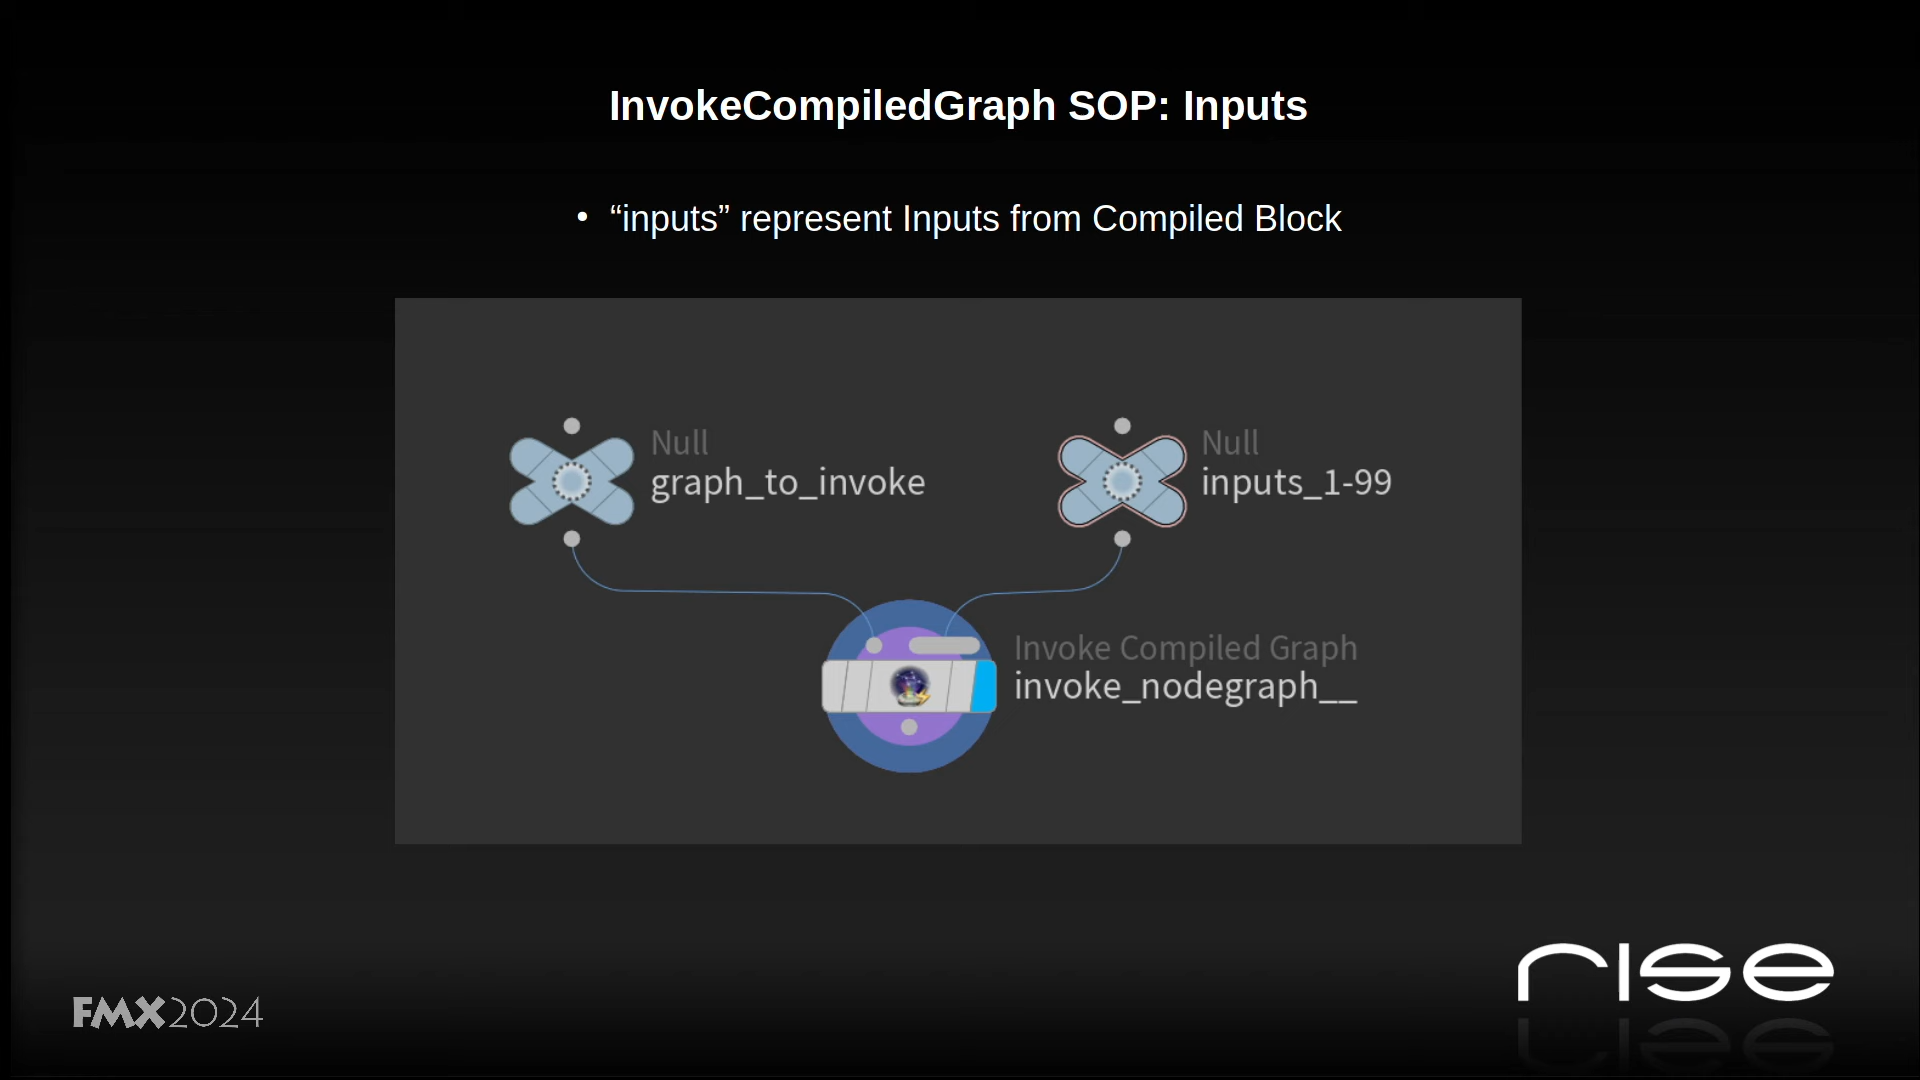 InvokeCompiledGraph SOP: Inputs
• “inputs” represent Inputs from Compiled Block
Null
graph_to_invoke
Null
inputs_1-99
Invoke Compiled Graph
invoke_nodegraph__
rise
FMX2024